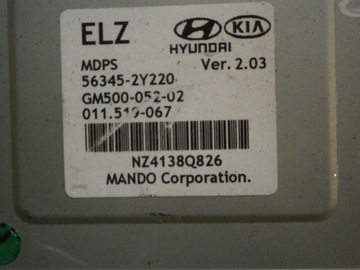 ELZ
HYUNDAI KIA
MDPS Ver. 2.03
56345-2Y220
GM500-052-02
011.519-067
NZ4138Q826
MANDO Corporation.